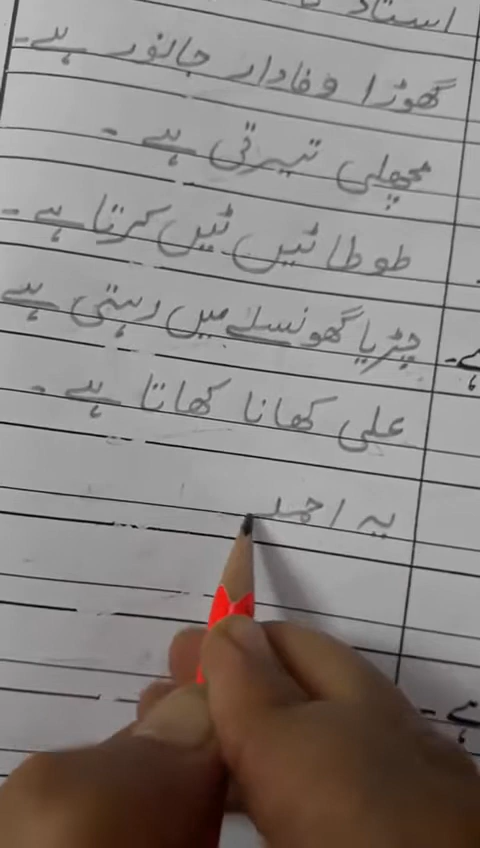 استاد
گھوڑا وفادار جانور ہے۔
مچھلی تیرتی ہے۔
طوطا ٹیں ٹیں کرتا ہے۔
چڑیا گھونسلے میں رہتی ہے
علی کھانا کھاتا ہے۔
یہ احمد